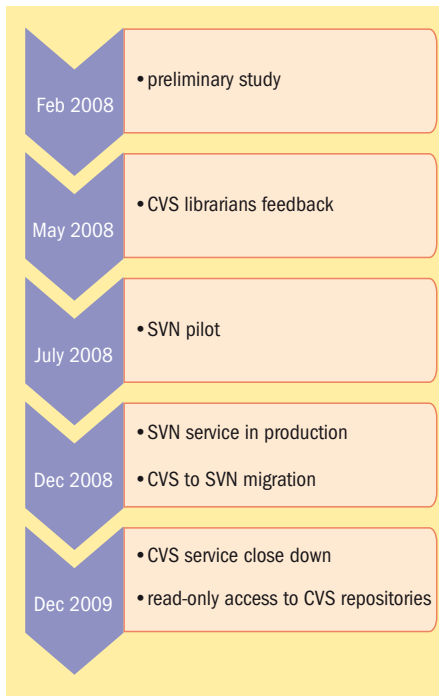 Feb 2008
• preliminary study
May 2008
• CVS librarians feedback
July 2008
• SVN pilot
Dec 2008
• SVN service in production
• CVS to SVN migration
Dec 2009
• CVS service close down
• read-only access to CVS repositories